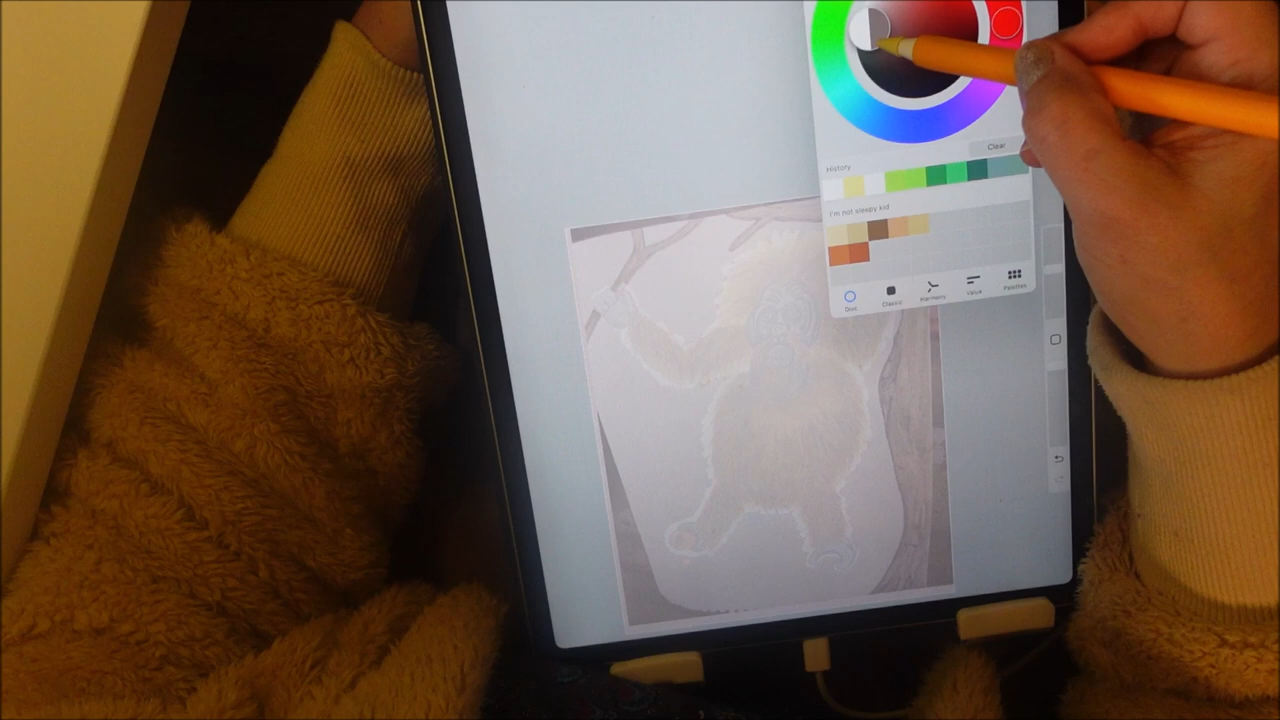 Clear
History
I'm not sleepy kid
Disc
Classic
Harmony
Value
Palettes